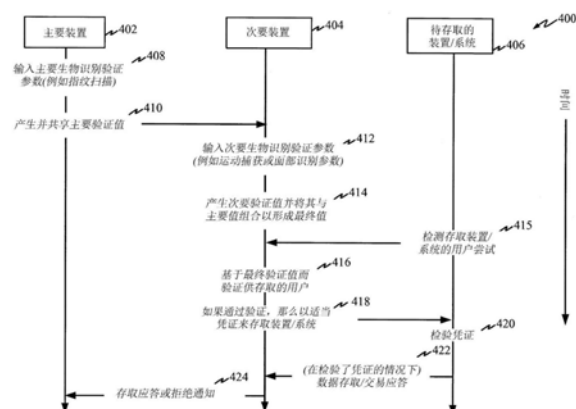 主要装置
402
次要装置
404
待存取的
装置/系统
406
400
输入主要生物识别验证
参数(例如指纹扫描)
408
410
产生并共享主要验证值
412
输入次要生物识别验证参数
(例如运动捕获或面部识别参数)
414
产生次要验证值并将其与
主要值组合以形成最终值
415
检测存取装置/
系统的用户尝试
416
基于最终验证值而
验证供存取的用户
如果通过验证，那么以适当
凭证来存取装置/系统
418
420
检验凭证
422
(在检验了凭证的情况下)
数据存取/交易应答
424
存取应答或拒绝通知
时间